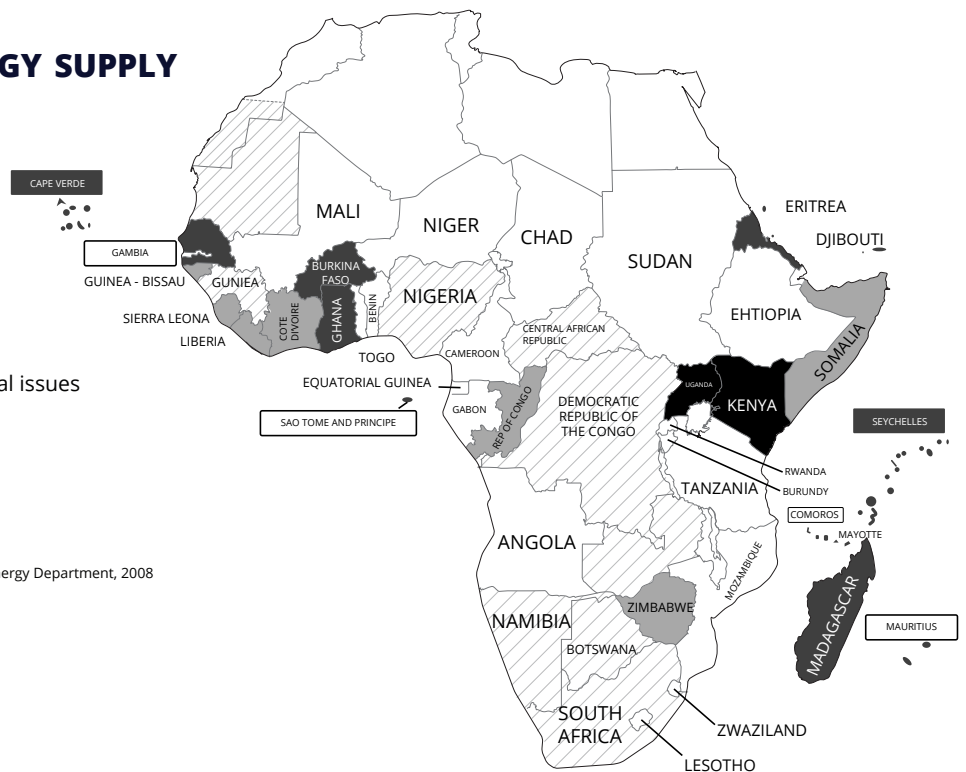 GY SUPPLY
CAPE VERDE
GAMBIA
GUINEA - BISSAU
GUNIEA
SIERRA LEONA
LIBERIA
COTE
DIVOIRE
BURKINA
FASO
GHANA
BENIN
TOGO
MALI
NIGER
NIGERIA
CHAD
SUDAN
ERITREA
DJIBOUTI
EHTIOPIA
SOMALIA
CENTRAL AFRICAN
REPUBLIC
CAMEROON
EQUATORIAL GUINEA
GABON
REP OF CONGO
SAO TOME AND PRINCIPE
DEMOCRATIC
REPUBLIC OF
THE CONGO
UGANDA
KENYA
RWANDA
BURUNDY
TANZANIA
SEYCHELLES
COMOROS
MAYOTTE
al issues
ANGOLA
MOZAMBIQUE
ergy Department, 2008
ZIMBABWE
NAMIBIA
BOTSWANA
MADAGASCAR
MAURITIUS
SOUTH
AFRICA
ZWAZILAND
LESOTHO